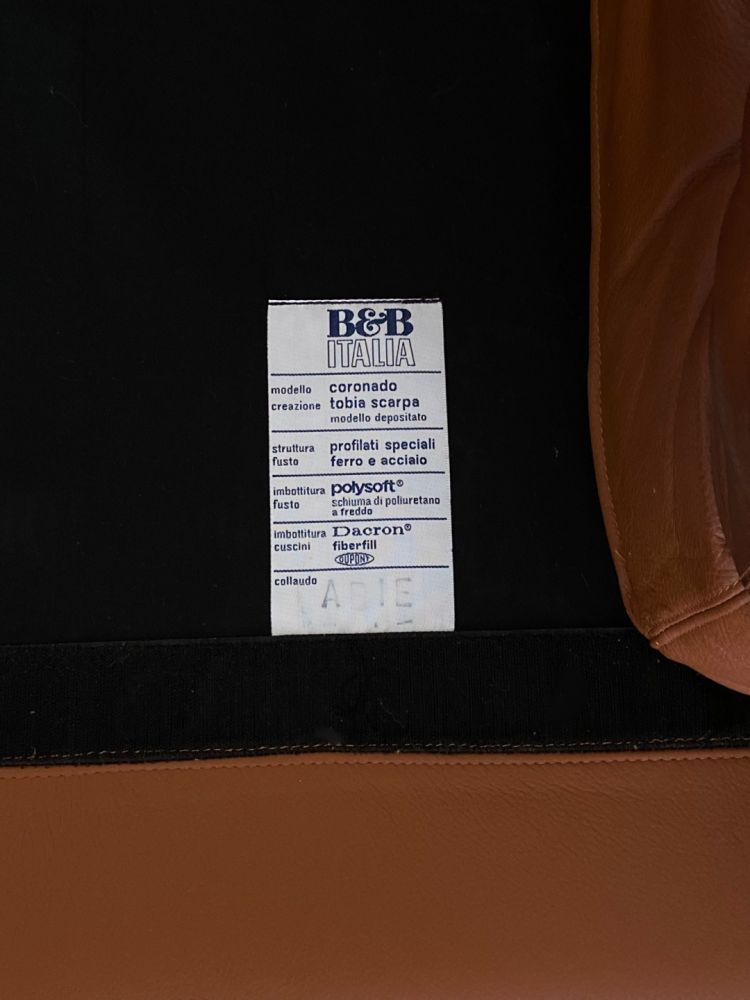 B&B
ITALIA
modello coronado
creazione tobia scarpa
modello depositato
struttura profilati speciali
fusto ferro e acciaio
imbottitura polysoft®
fusto schiuma di poliuretano
a freddo
imbottitura Dacron®
cuscini fiberfill
DUPONT
collaudo